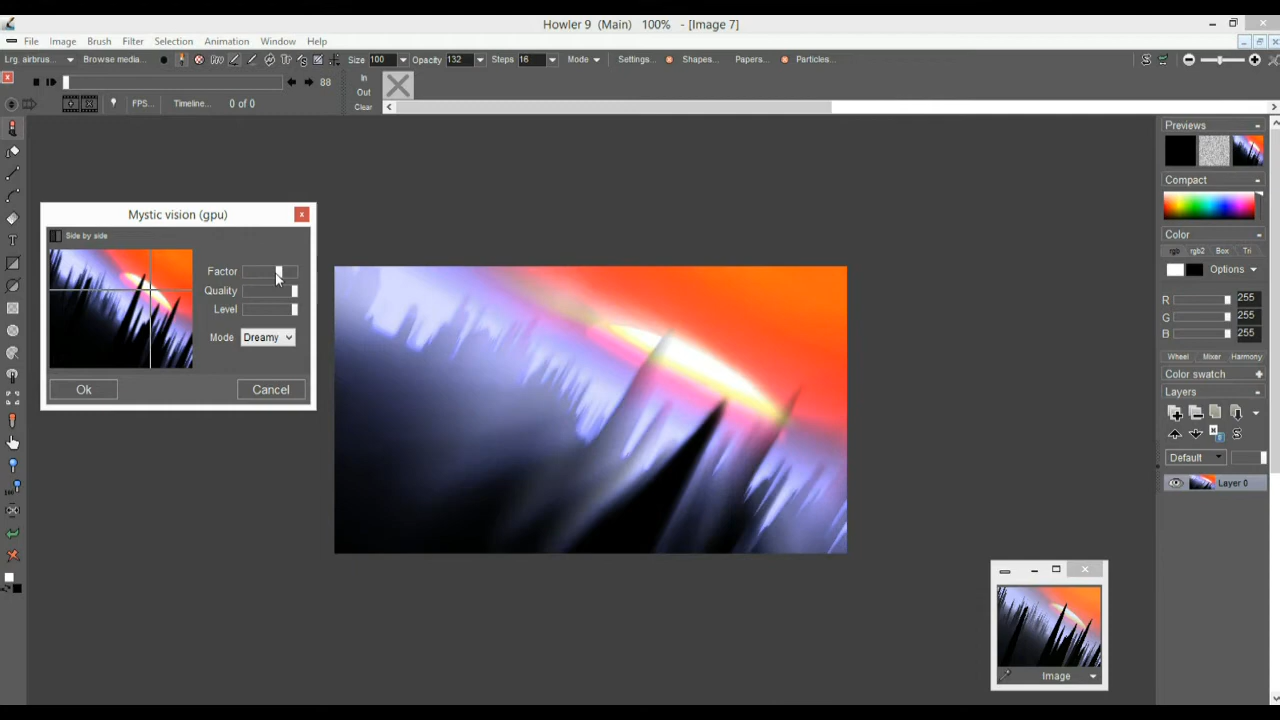 Howler 9 (Main) 100% - [Image 7]
File Image Brush Filter Selection Animation Window Help
Lrg. airbrus... Browse media... Size 100 Opacity 132 Steps 16 Mode Settings... Shapes... Papers... Particles...
88
In
Out
Clear
FPS... Timeline... 0 of 0
Previews
Compact
Color
rgb rgb2 Box Tri
Options
R 255
G 255
B 255
Wheel Mixer Harmony
Color swatch
Layers
Default
Layer 0
Mystic vision (gpu)
Side by side
Factor
Quality
Level
Mode Dreamy
Ok Cancel
Image